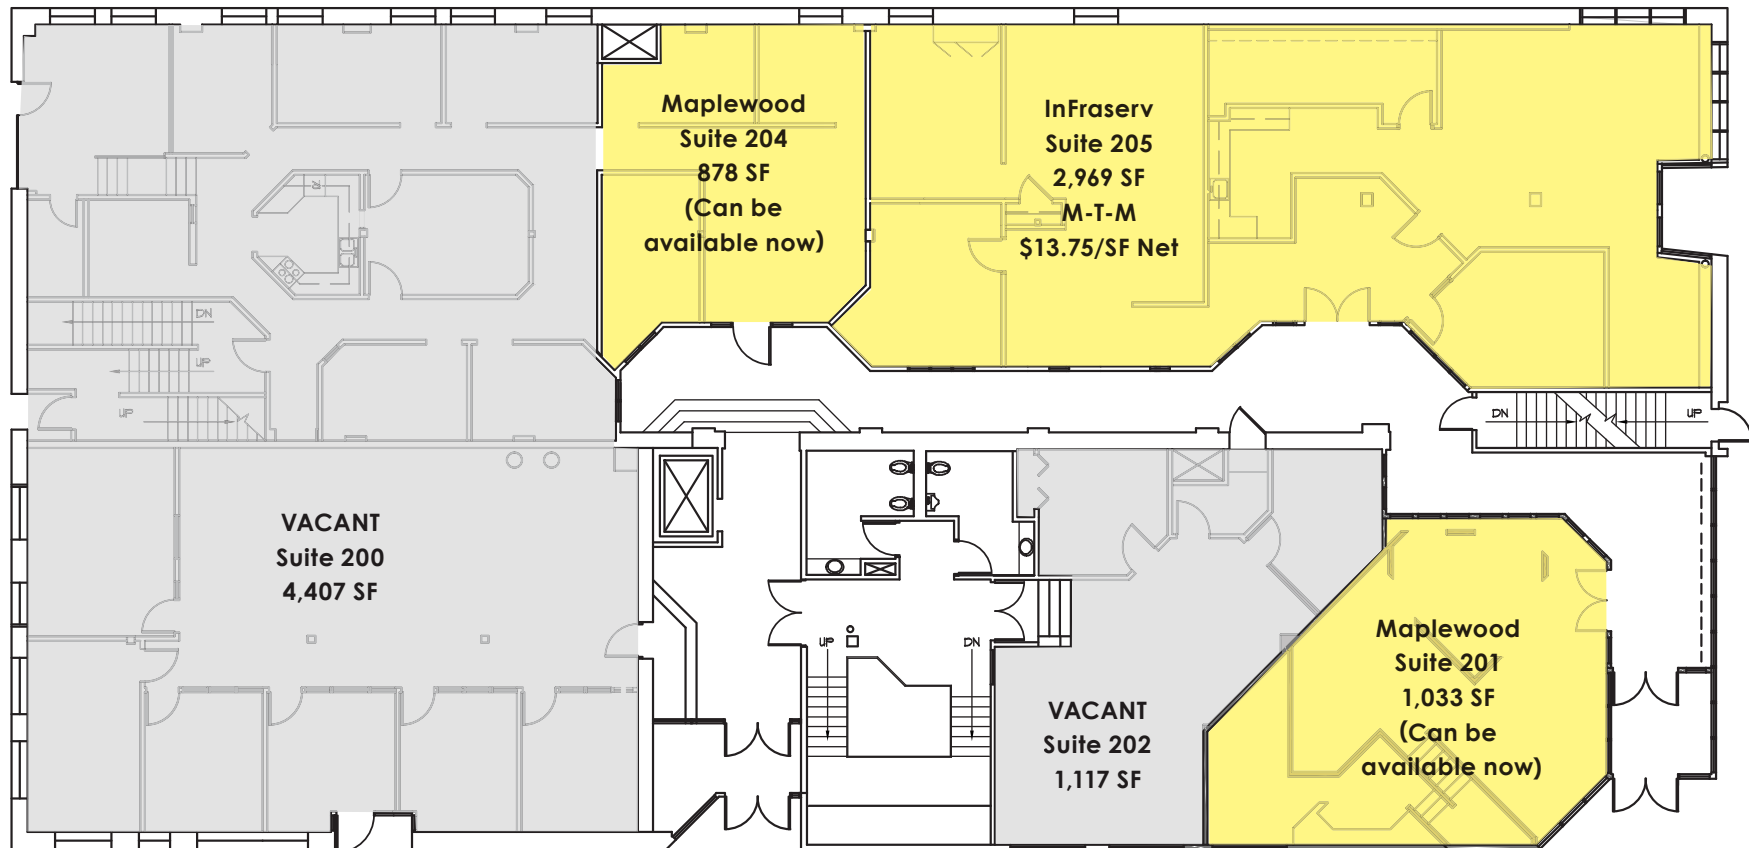 Maplewood
Suite 204
878 SF
(Can be
available now)
InFraserv
Suite 205
2,969 SF
M-T-M
$13.75/SF Net
R
DN
UP
UP
DN
UP
VACANT
Suite 200
4,407 SF
UP
DN
VACANT
Suite 202
1,117 SF
Maplewood
Suite 201
1,033 SF
(Can be
available now)